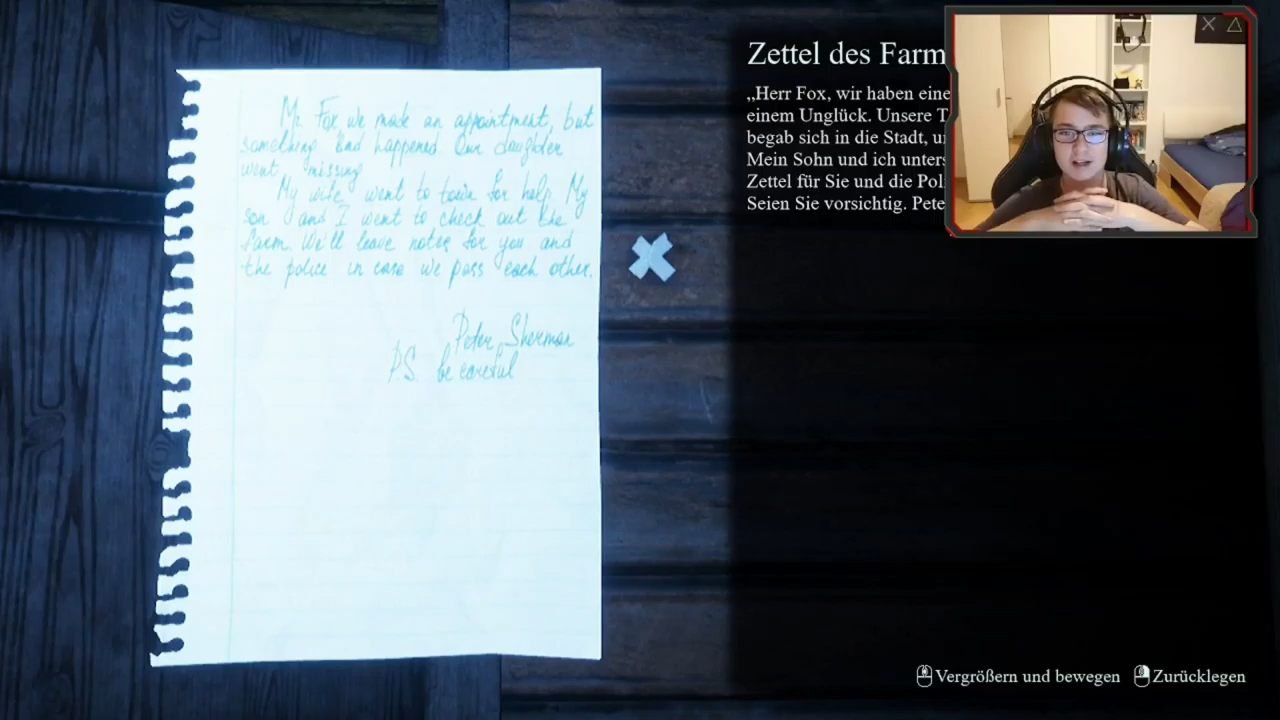 Mr. Fox we made an appointment, but
something bad happened. Our daughter
went missing
My wife went to town for help. My
son and I went to check out the
farm. We'll leave notes for you and
the police in case we pass each other.
Peter Sherman
P.S. be careful
Zettel des Farm
„Herr Fox, wir haben eine
einem Unglück. Unsere T
begab sich in die Stadt, u
Mein Sohn und ich unters
Zettel für Sie und die Pol
Seien Sie vorsichtig. Pete
Vergrößern und bewegen
Zurücklegen